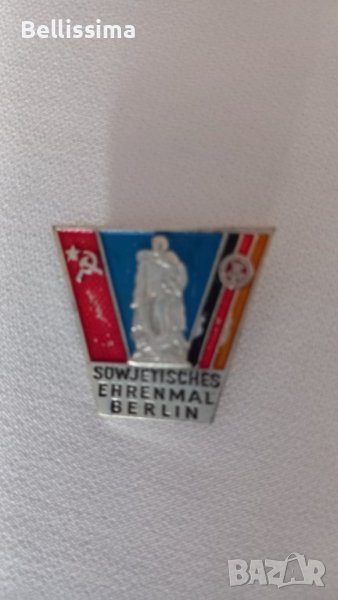 Bellissima
SOWJETISCHES
EHRENMAL
BERLIN
BAZAR